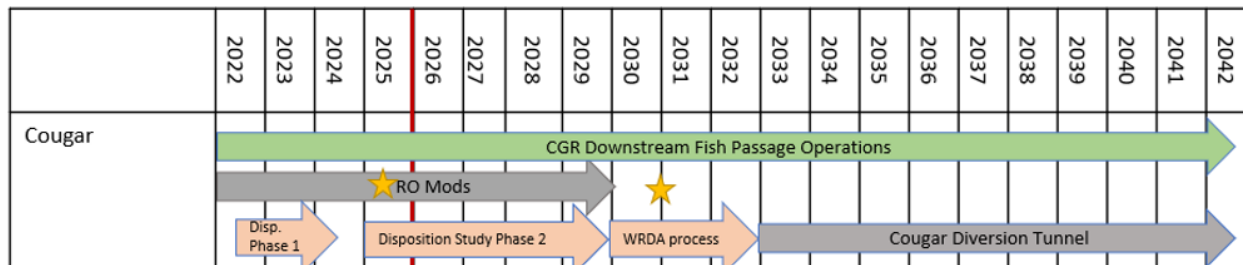 2022 2023 2024 2025 2026 2027 2028 2029 2030 2031 2032 2033 2034 2035 2036 2037 2038 2039 2040 2041 2042
Cougar
CGR Downstream Fish Passage Operations
RO Mods
Disp.
Phase 1
Disposition Study Phase 2
WRDA process
Cougar Diversion Tunnel